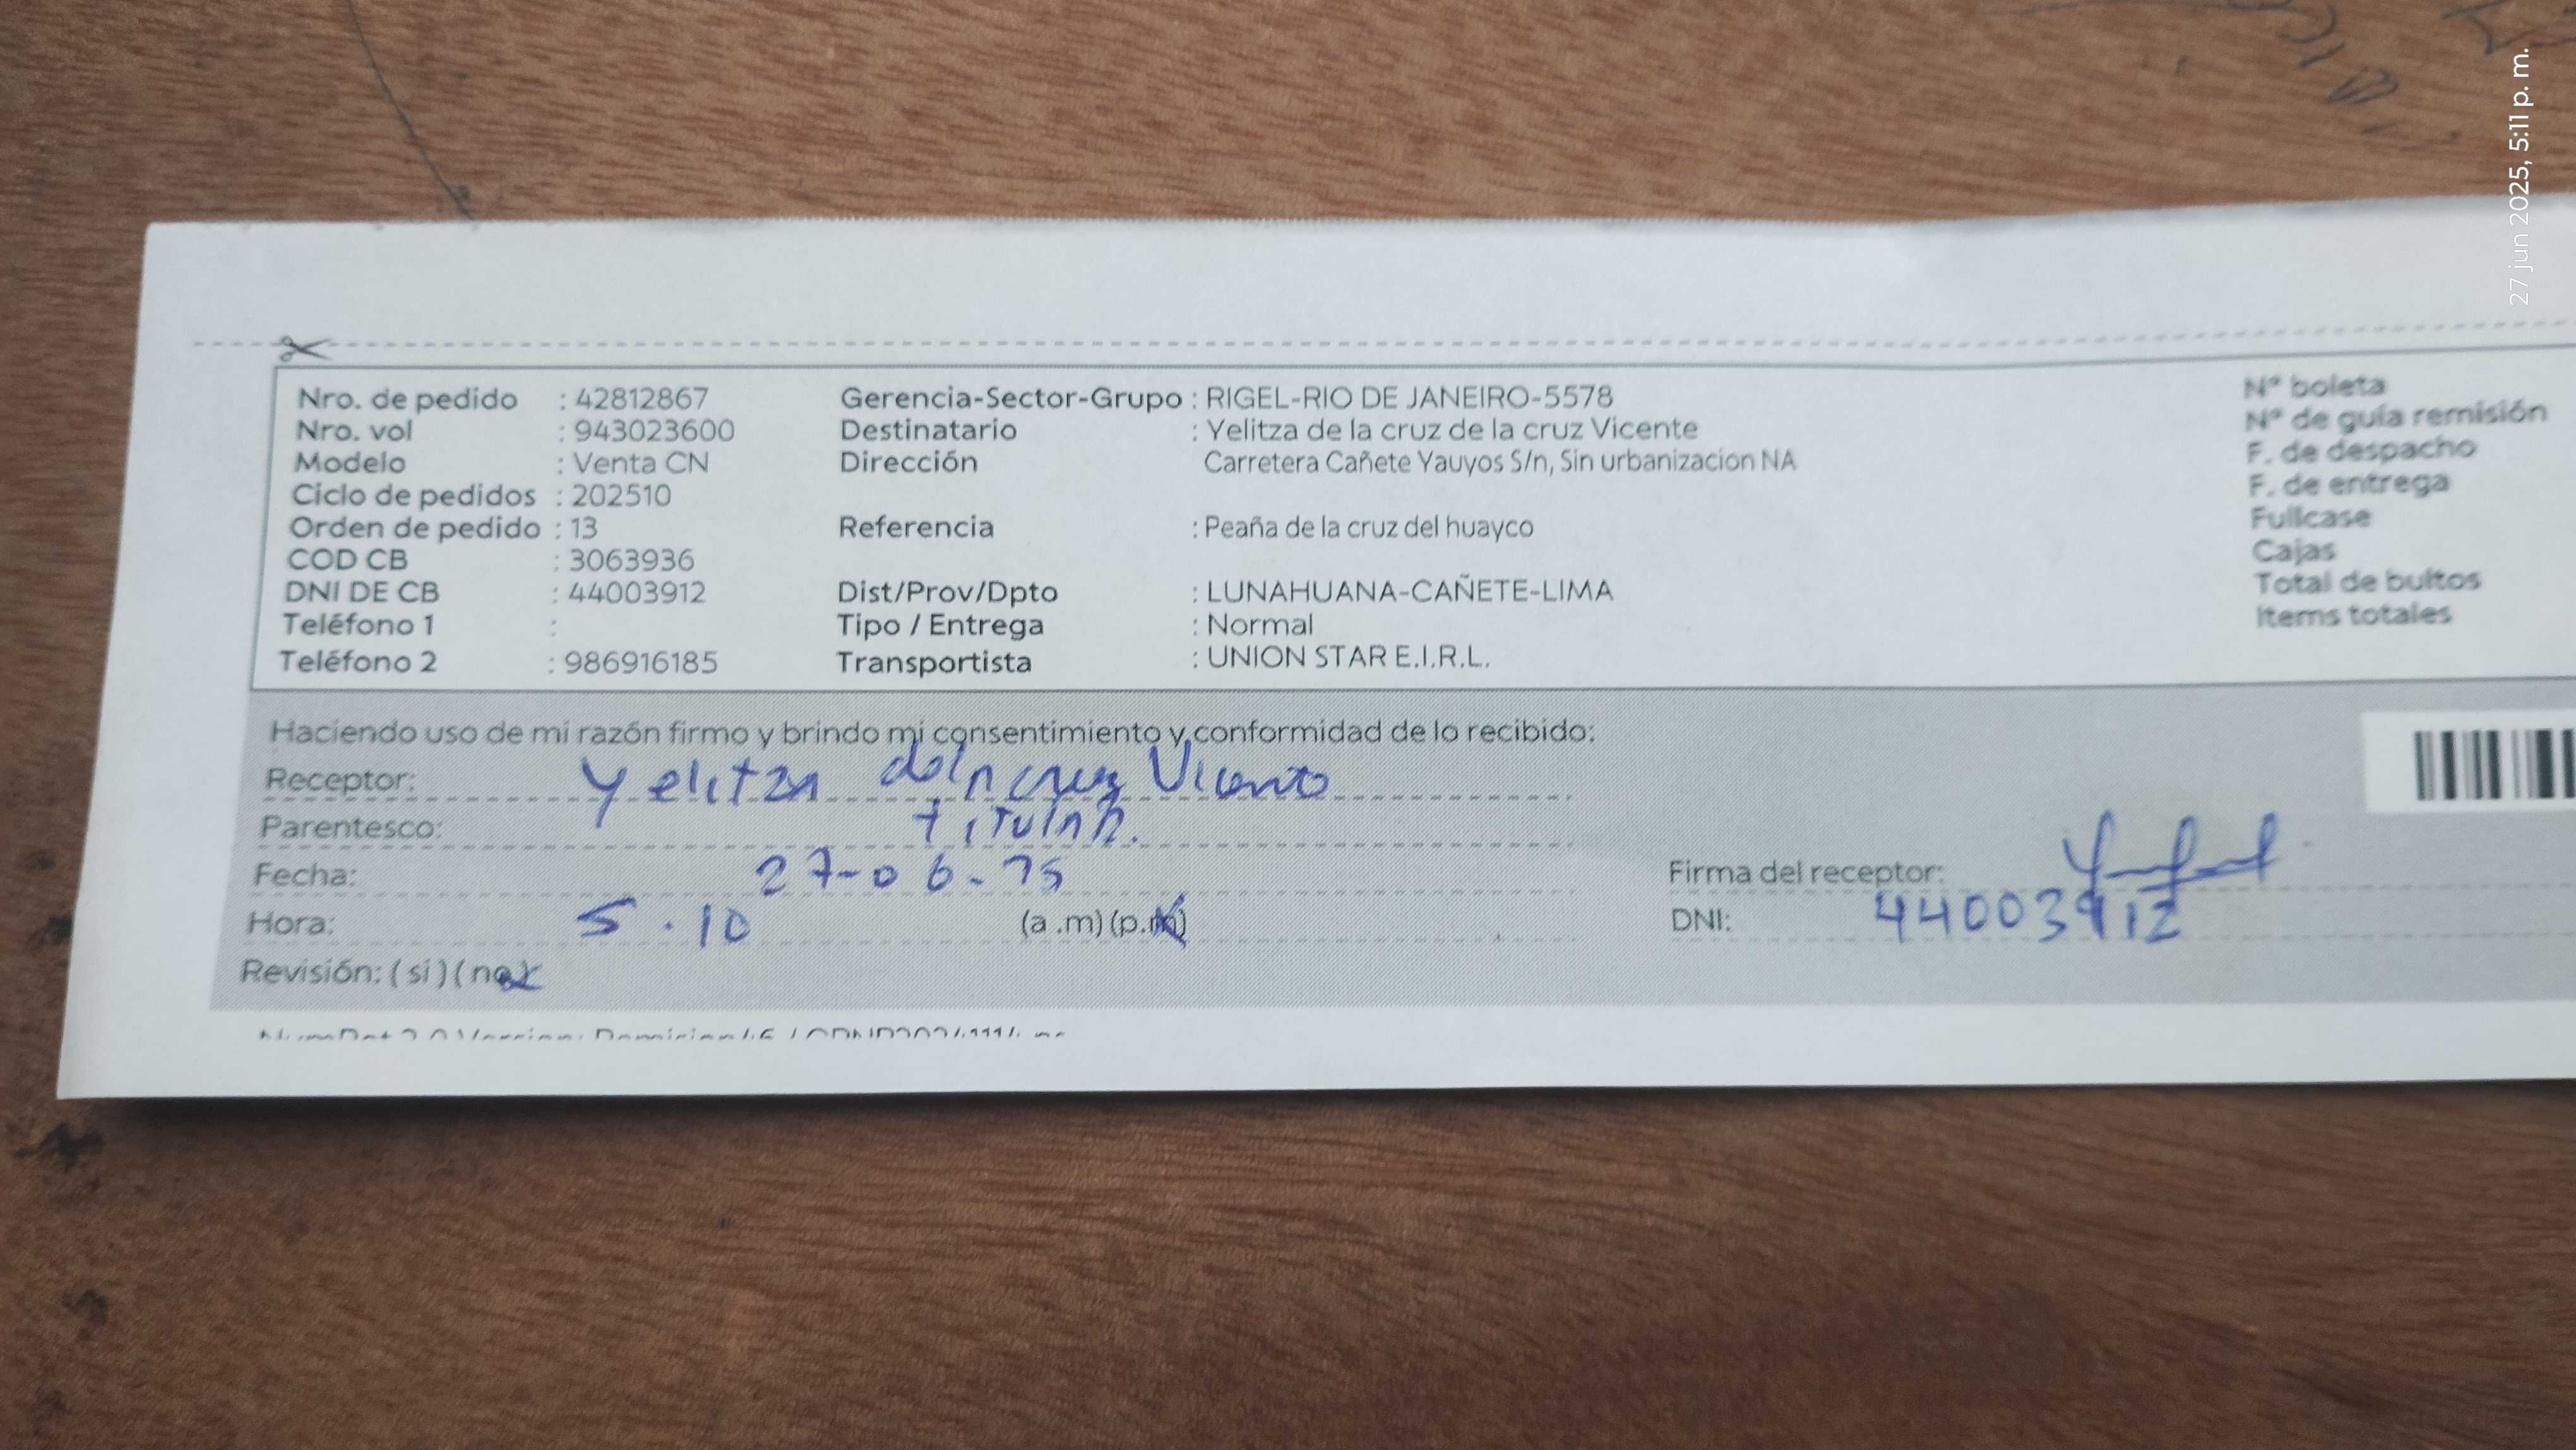 27 jun 2025, 5:11 p. m.
Nro. de pedido : 42812867 Gerencia-Sector-Grupo : RIGEL-RIO DE JANEIRO-5578 N° boleta
Nro. vol : 943023600 Destinatario : Yelitza de la cruz de la cruz Vicente N° de guía remisión
Modelo : Venta CN Dirección Carretera Cañete Yauyos S/n, Sin urbanizacion NA F. de despacho
Ciclo de pedidos : 202510 F. de entrega
Orden de pedido : 13 Referencia : Peaña de la cruz del huayco Fullcase
COD CB : 3063936 Cajas
DNI DE CB : 44003912 Dist/Prov/Dpto : LUNAHUANA-CAÑETE-LIMA Total de bultos
Teléfono 1 : Tipo / Entrega : Normal Items totales
Teléfono 2 : 986916185 Transportista : UNION STAR E.I.R.L.
Haciendo uso de mi razón firmo y brindo mi consentimiento y conformidad de lo recibido:
Receptor: Yelitza cruz
Parentesco: titular.
Fecha: 27-06-25 Firma del receptor:
Hora: 5.10 (a .m) (p.m) DNI: 44003912
Revisión: ( si ) ( no )